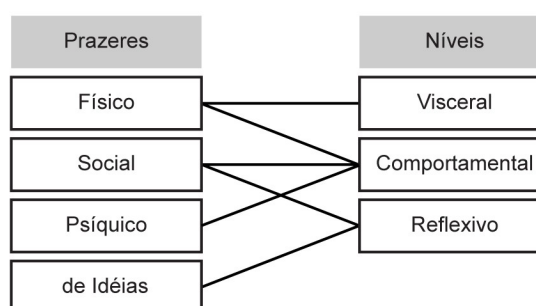 Prazeres
Níveis
Físico
Visceral
Social
Comportamental
Psíquico
Reflexivo
de Idéias